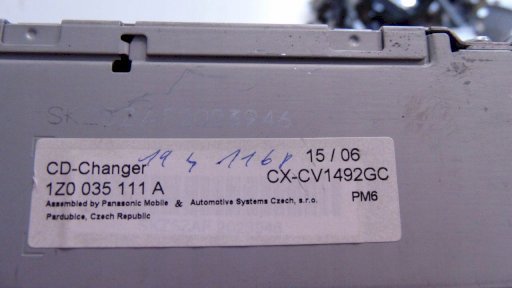 CD-Changer 15 / 06
1Z0 035 111 A CX-CV1492GC
Assembled by Panasonic Mobile & Automotive Systems Czech, s.r.o. PM6
Pardubice, Czech Republic